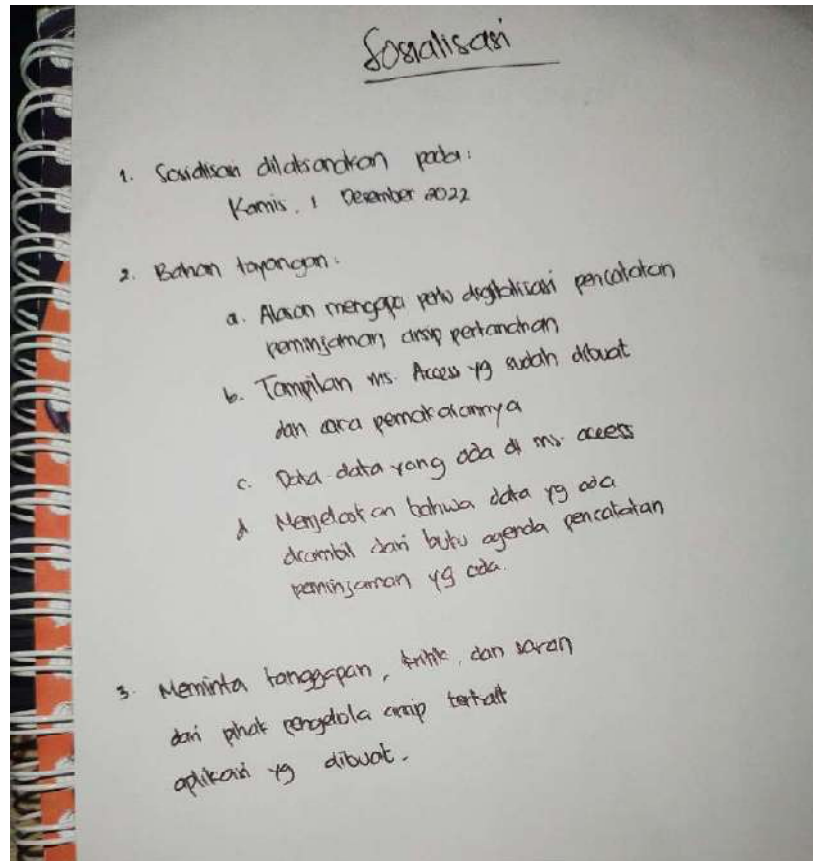 Sosialisasi
1. Sosialisasi dilaksanakan pada:
Kamis, 1 Desember 2022
2. Bahan tayangan:
a. Alasan mengapa perlu digitalisasi pencatatan
peminjaman arsip pertanahan
b. Tampilan ms. Access yg sudah dibuat
dan cara pemakaiannya
c. Data-data yang ada di ms. access
d Menjelaskan bahwa data yg ada
diambil dari buku agenda pencatatan
peminjaman yg ada.
3. Meminta tanggapan, kritik, dan saran
dari pihak pengelola arsip terkait
aplikasi yg dibuat.